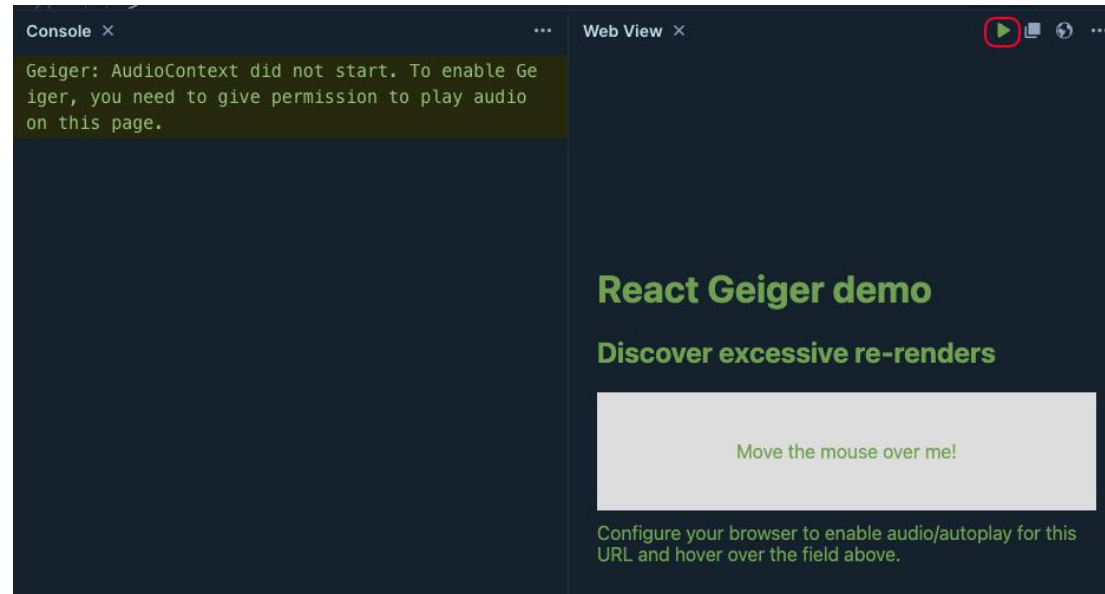 Console ×
Geiger: AudioContext did not start. To enable Ge
iger, you need to give permission to play audio
on this page.
Web View ×
React Geiger demo
Discover excessive re-renders
Move the mouse over me!
Configure your browser to enable audio/autoplay for this
URL and hover over the field above.